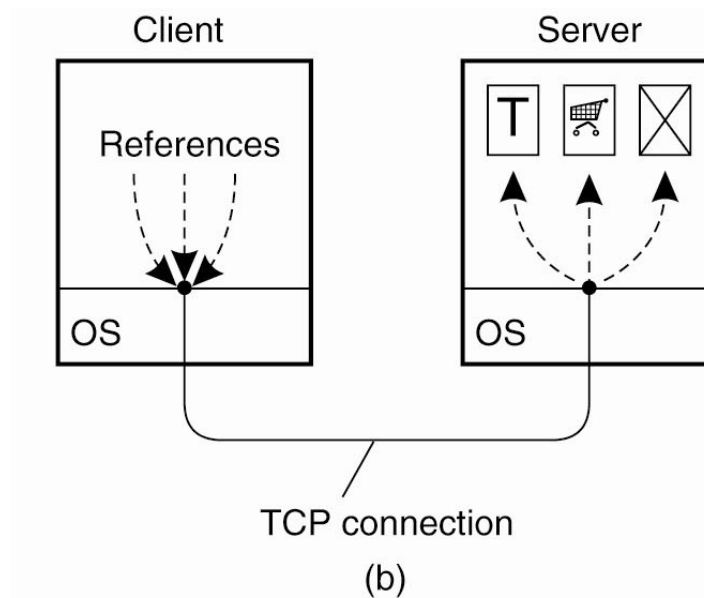 Client
Server
T
References
OS
OS
TCP connection
(b)